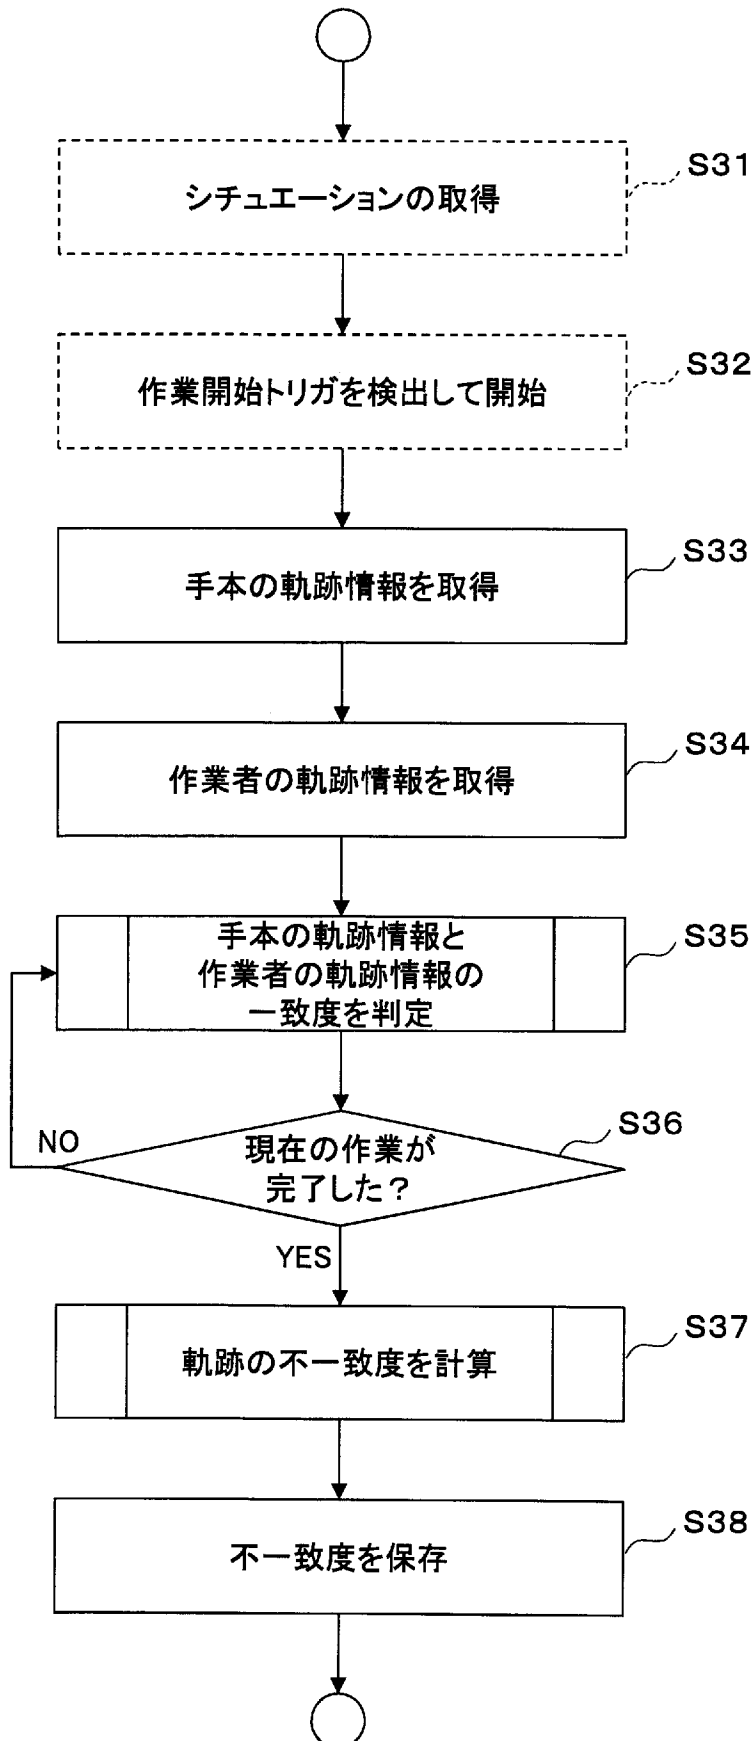 S31
シチュエーションの取得
S32
作業開始トリガを検出して開始
S33
手本の軌跡情報を取得
S34
作業者の軌跡情報を取得
S35
手本の軌跡情報と
作業者の軌跡情報の
一致度を判定
S36
NO
現在の作業が
完了した？
YES
S37
軌跡の不一致度を計算
S38
不一致度を保存